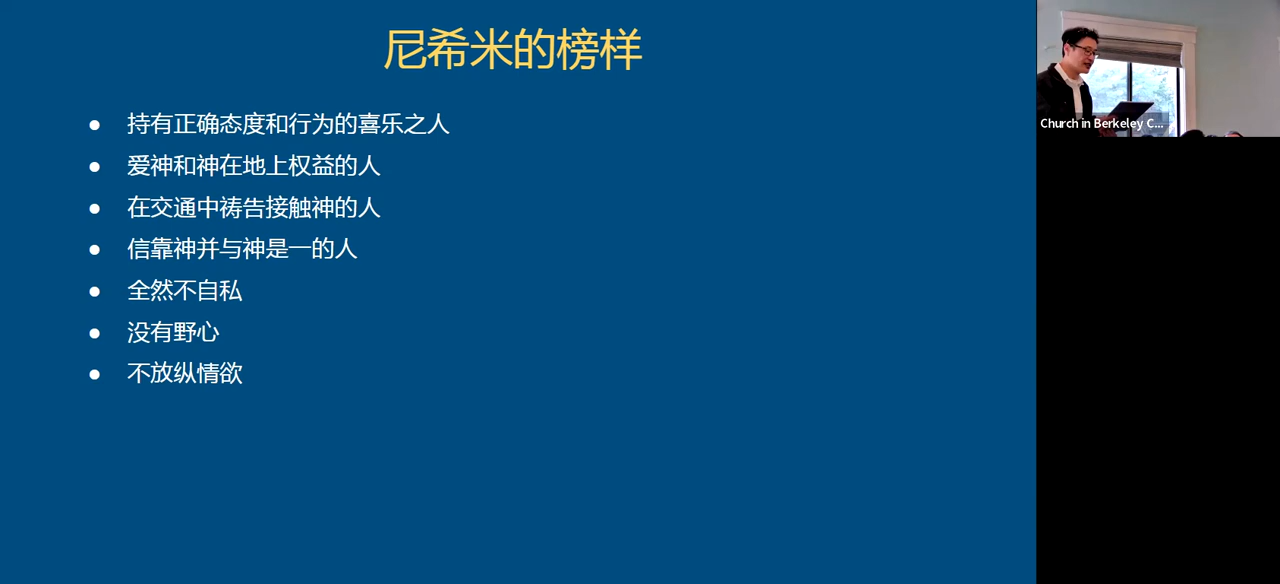 尼希米的榜样
● 持有正确态度和行为的喜乐之人
● 爱神和神在地上权益的人
● 在交通中祷告接触神的人
● 信靠神并与神是一的人
● 全然不自私
● 没有野心
● 不放纵情欲
Church in Berkeley C...